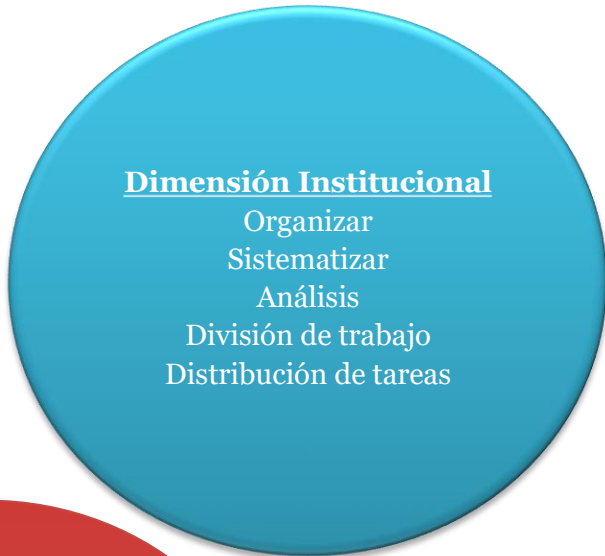 Dimensión Institucional
Organizar
Sistematizar
Análisis
División de trabajo
Distribución de tareas